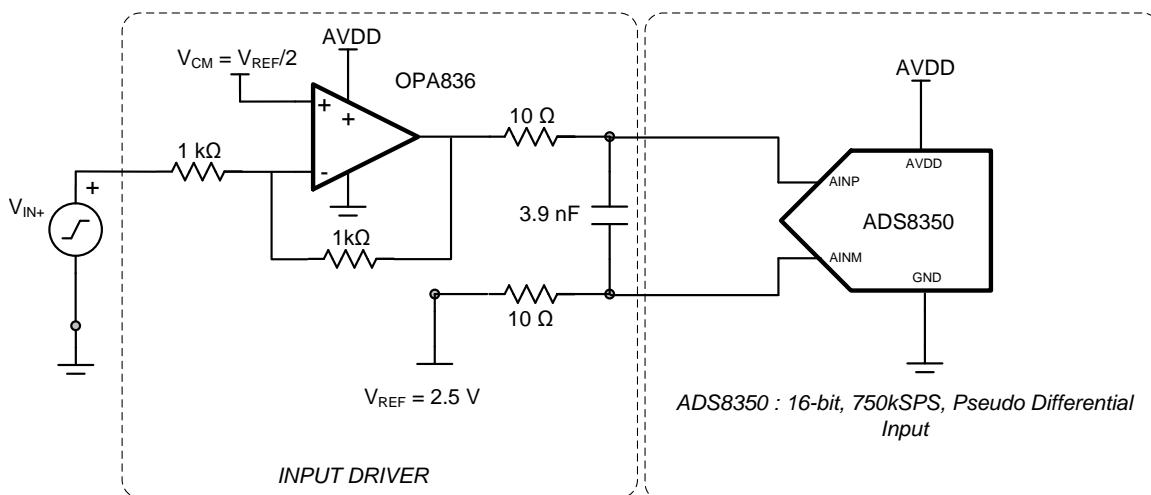 AVDD
V_CM = V_REF/2
OPA836
+
+
-
10 Ω
1 kΩ
+
V_IN+
1kΩ
3.9 nF
10 Ω
V_REF = 2.5 V
INPUT DRIVER
AVDD
AVDD
AINP
ADS8350
AINM
GND
ADS8350 : 16-bit, 750kSPS, Pseudo Differential
Input